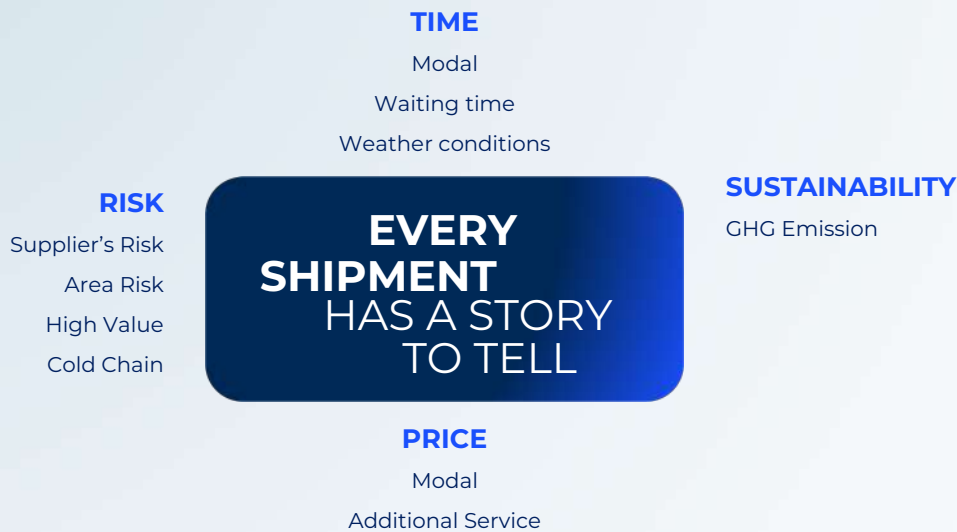 TIME
Modal
Waiting time
Weather conditions
RISK
Supplier’s Risk
Area Risk
High Value
Cold Chain
EVERY
SHIPMENT
HAS A STORY
TO TELL
SUSTAINABILITY
GHG Emission
PRICE
Modal
Additional Service